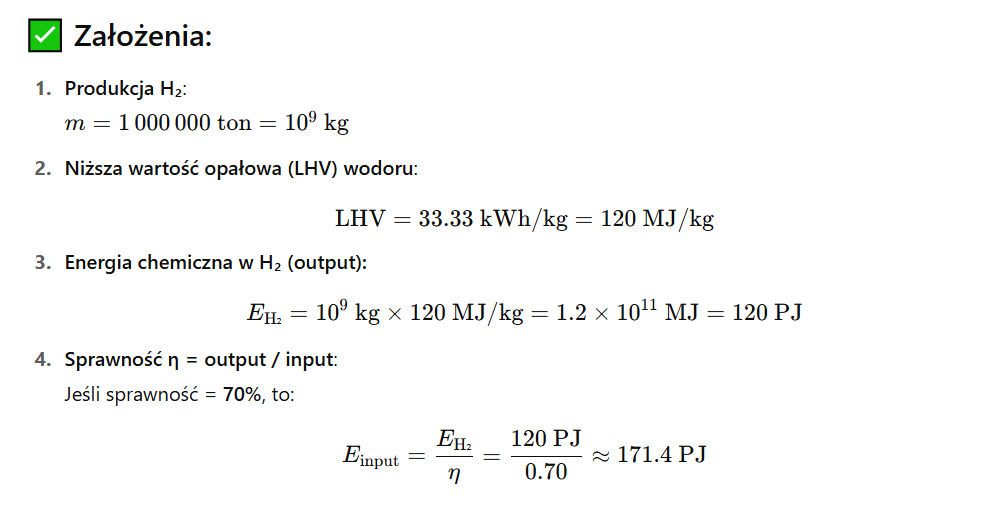 ✅ Założenia:
1. Produkcja H₂:
m = 1 000 000 ton = 10⁹ kg
2. Niższa wartość opałowa (LHV) wodoru:
LHV = 33.33 kWh/kg = 120 MJ/kg
3. Energia chemiczna w H₂ (output):
E_H₂ = 10⁹ kg × 120 MJ/kg = 1.2 × 10¹¹ MJ = 120 PJ
4. Sprawność η = output / input:
Jeśli sprawność = 70%, to:
E_input = E_H₂ / η = 120 PJ / 0.70 ≈ 171.4 PJ